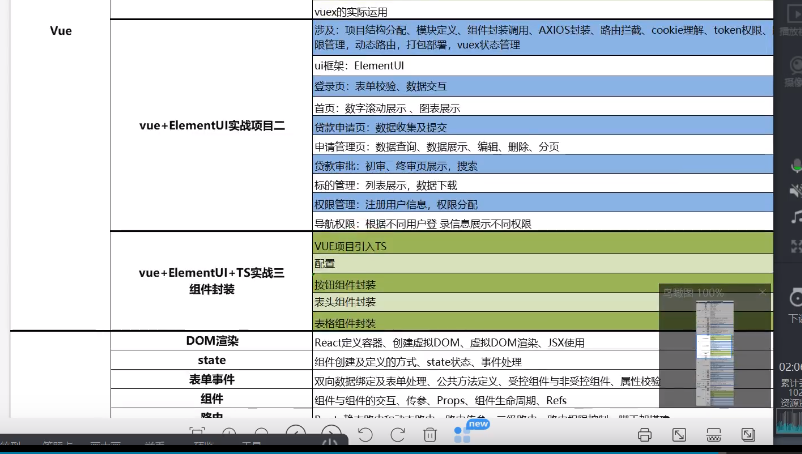 vuex的实际运用
Vue
涉及：项目结构分配、模块定义、组件封装调用、AXIOS封装、路由拦截、cookie理解、token权限、
限管理，动态路由，打包部署，vuex状态管理
ui框架：ElementUI
登录页：表单校验、数据交互
首页：数字滚动展示 、图表展示
vue+ElementUI实战项目二
贷款申请页：数据收集及提交
申请管理页：数据查询、数据展示、编辑、删除、分页
贷款审批：初审、终审页展示，搜索
标的管理：列表展示，数据下载
权限管理：注册用户信息，权限分配
导航权限：根据不同用户登 录信息展示不同权限
VUE项目引入TS
配置
vue+ElementUI+TS实战三
组件封装
按钮组件封装
表头组件封装
表格组件封装
鸟瞰图 100%
DOM渲染
React定义容器、创建虚拟DOM、虚拟DOM渲染、JSX使用
state
组件创建及定义的方式、state状态、事件处理
表单事件
双向数据绑定及表单处理、公共方法定义、受控组件与非受控组件、属性校验
组件
组件与组件的交互、传参、Props、组件生命周期、Refs
路由
new
02:0
累计
102
资源
下